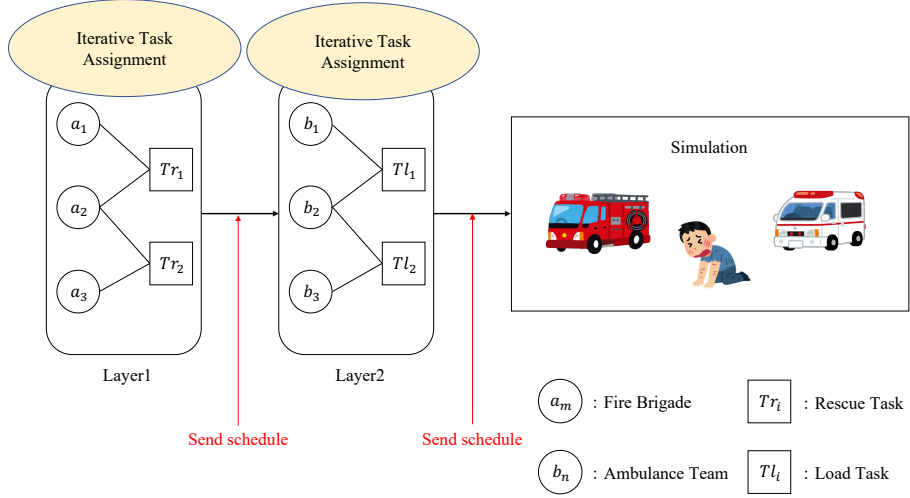 Iterative Task
Assignment
Iterative Task
Assignment
a₁
a₂
a₃
Tr₁
Tr₂
b₁
b₂
b₃
Tl₁
Tl₂
Simulation
Layer1
Layer2
Send schedule
Send schedule
aₘ : Fire Brigade
Trᵢ : Rescue Task
bₙ : Ambulance Team
Tlᵢ : Load Task